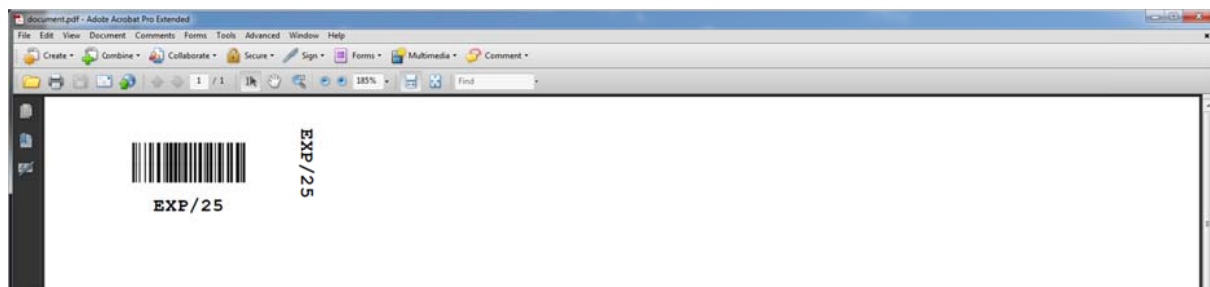 document.pdf - Adobe Acrobat Pro Extended
File Edit View Document Comments Forms Tools Advanced Window Help
Create Combine Collaborate Secure Sign Forms Multimedia Comment
1 / 1 185% Find
EXP/25
EXP/25